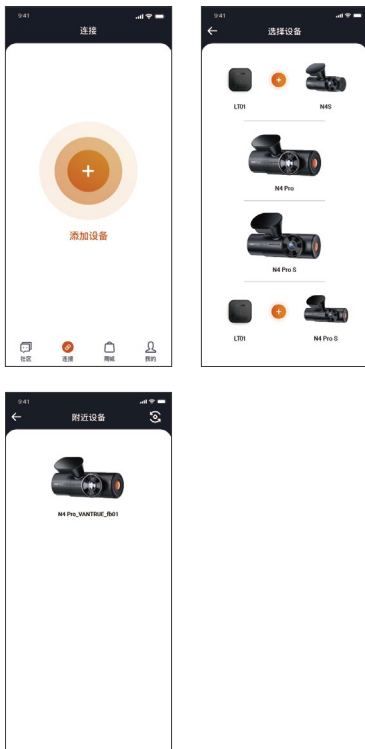 9:41
连接
添加设备
社区
连接
商城
我的
9:41
选择设备
LT01
N4S
N4 Pro
N4 Pro S
LT01
N4 Pro S
9:41
附近设备
N4 Pro_VANTRUE_fb01